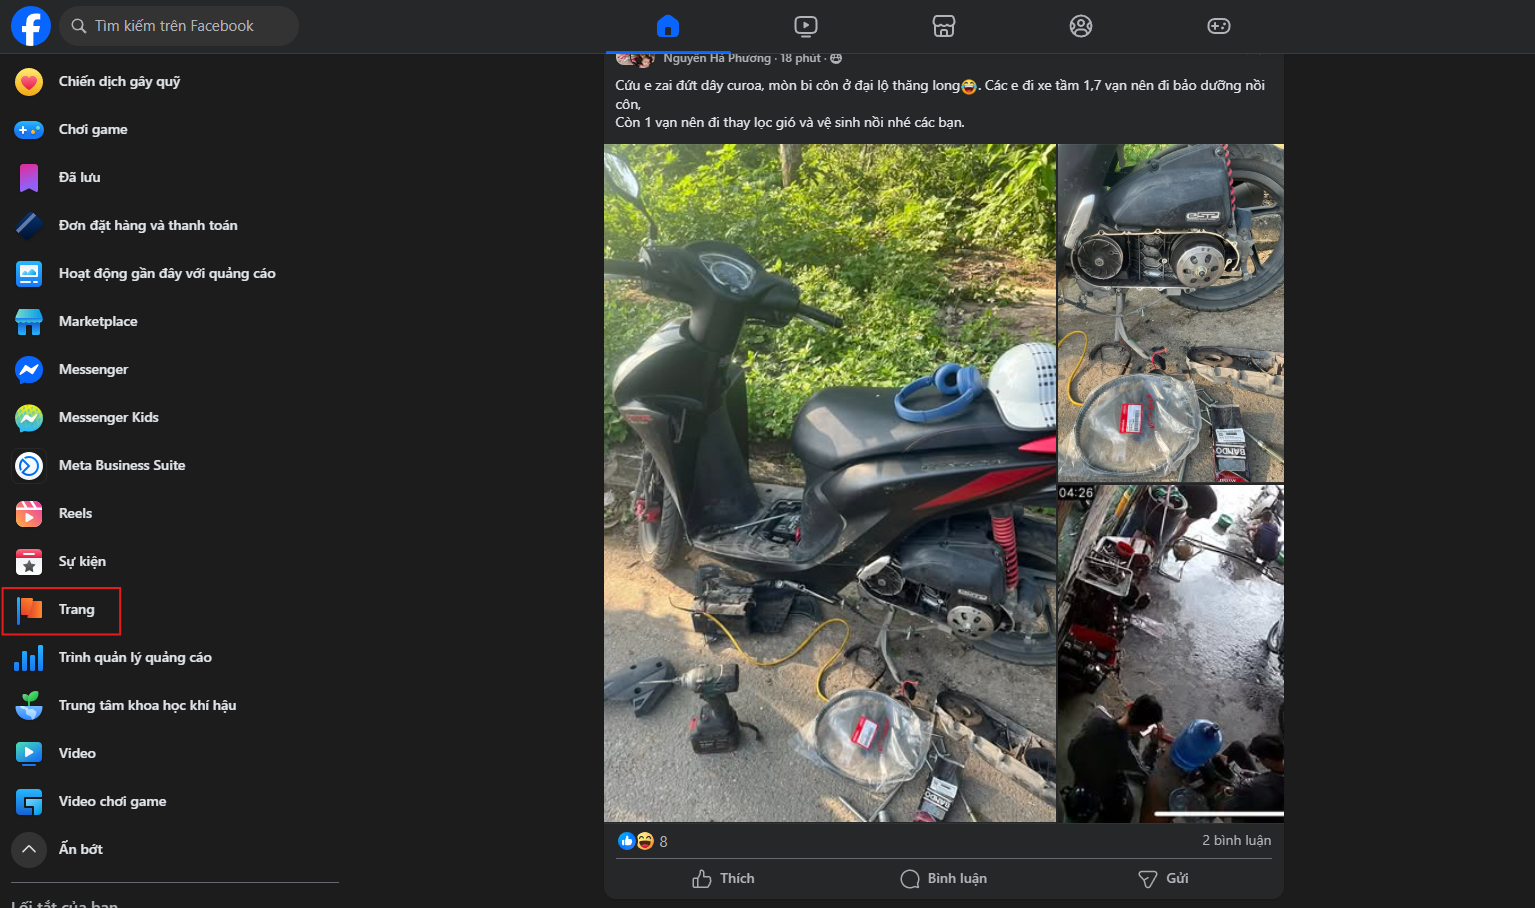 Tìm kiếm trên Facebook
Chiến dịch gây quỹ
Chơi game
Đã lưu
Đơn đặt hàng và thanh toán
Hoạt động gần đây với quảng cáo
Marketplace
Messenger
Messenger Kids
Meta Business Suite
Reels
Sự kiện
Trang
Trình quản lý quảng cáo
Trung tâm khoa học khí hậu
Video
Video chơi game
Ẩn bớt
Lối tắt của bạn
Nguyễn Hà Phương · 18 phút ·
Cứu e zai đứt dây curoa, mòn bi côn ở đại lộ thăng long😂. Các e đi xe tầm 1,7 vạn nên đi bảo dưỡng nồi
côn,
Còn 1 vạn nên đi thay lọc gió và vệ sinh nồi nhé các bạn.
eSP
BANDO
04:26
BANDO
8
2 bình luận
Thích
Bình luận
Gửi